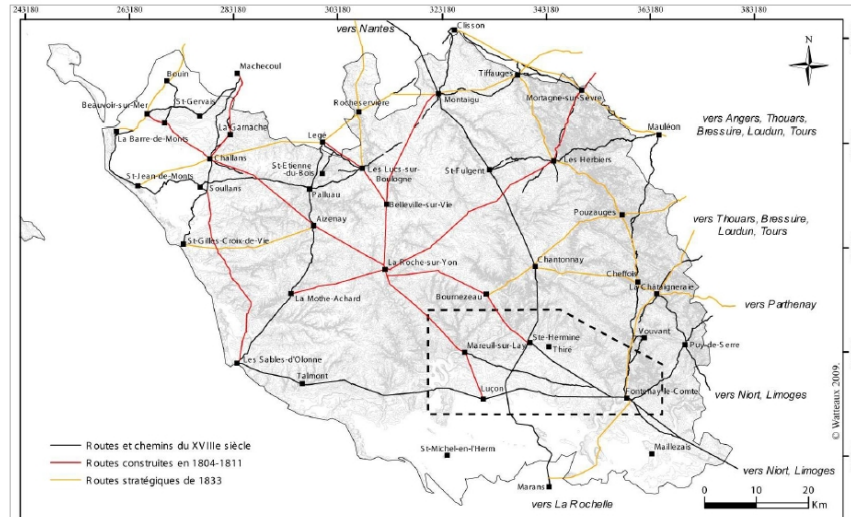 243180 263180 283180 303180 323180 343180 363180 383180
vers Nantes
Clisson
N
Machecoul
Bouin
Tiffauges
St-Gervais
Beauvoir-sur-Mer
Rocheservière
Montaigu
Mortagne-sur-Sèvre
vers Angers, Thouars,
Bressuire, Loudun, Tours
Mauléon
La Barre-de-Monts
La Garnache
Legé
Challans
St-Etienne
-du-Bois
Les Lucs-sur-
Boulogne
St-Fulgent
Les Herbiers
St-Jean-de-Monts
Soullans
Palluau
Belleville-sur-Vie
Pouzauges
vers Thouars, Bressuire,
Loudun, Tours
Aizenay
St-Gilles-Croix-de-Vie
La Roche-sur-Yon
Chantonnay
Cheffois
La Châtaigneraie
La Mothe-Achard
Bournezeau
vers Parthenay
Vouvant
Ste-Hermine
Thiré
Puy-de-Serre
Mareuil-sur-Lay
Les Sables-d'Olonne
Talmont
Luçon
Fontenay-le-Comte
vers Niort, Limoges
© Watteaux 2009.
Routes et chemins du XVIIIe siècle
Routes construites en 1804-1811
Routes stratégiques de 1833
St-Michel-en-l'Herm
Maillezais
vers Niort, Limoges
Marans
vers La Rochelle
0 10 20
Km